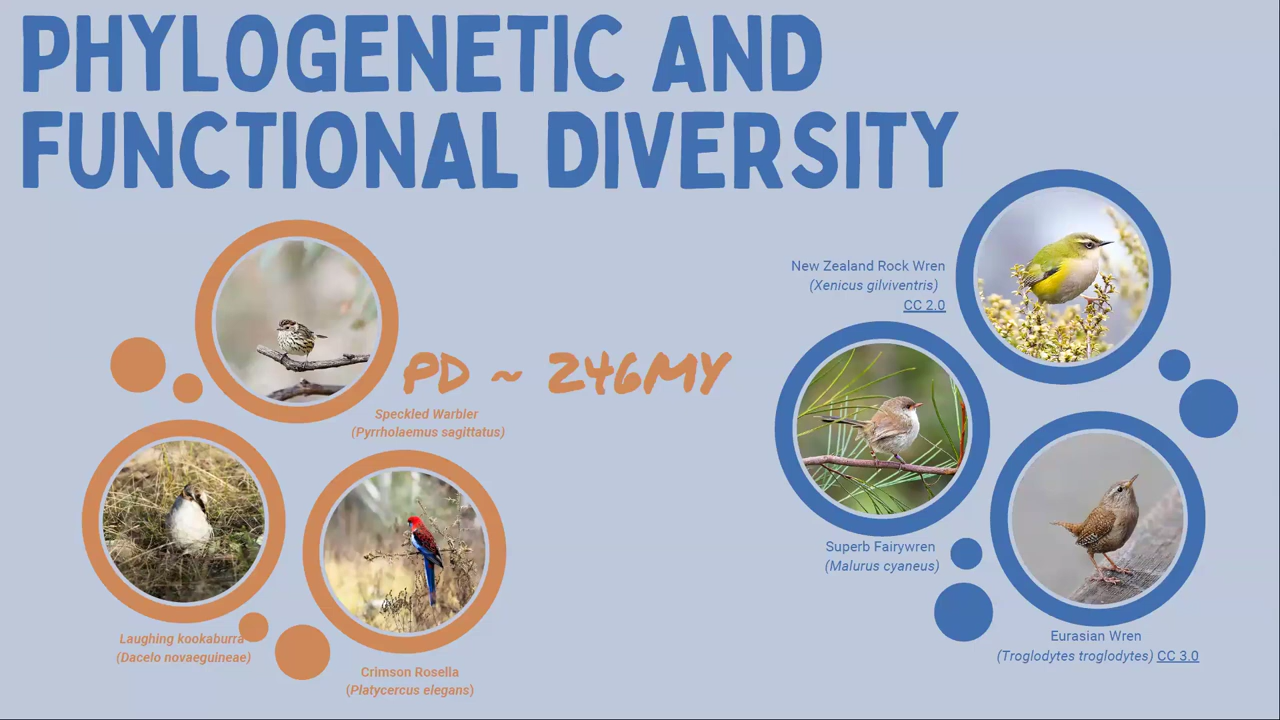 PHYLOGENETIC AND
FUNCTIONAL DIVERSITY
New Zealand Rock Wren
(Xenicus gilviventris)
CC 2.0
PD ~ 246MY
Speckled Warbler
(Pyrrholaemus sagittatus)
Superb Fairywren
(Malurus cyaneus)
Laughing kookaburra
(Dacelo novaeguineae)
Eurasian Wren
(Troglodytes troglodytes) CC 3.0
Crimson Rosella
(Platycercus elegans)